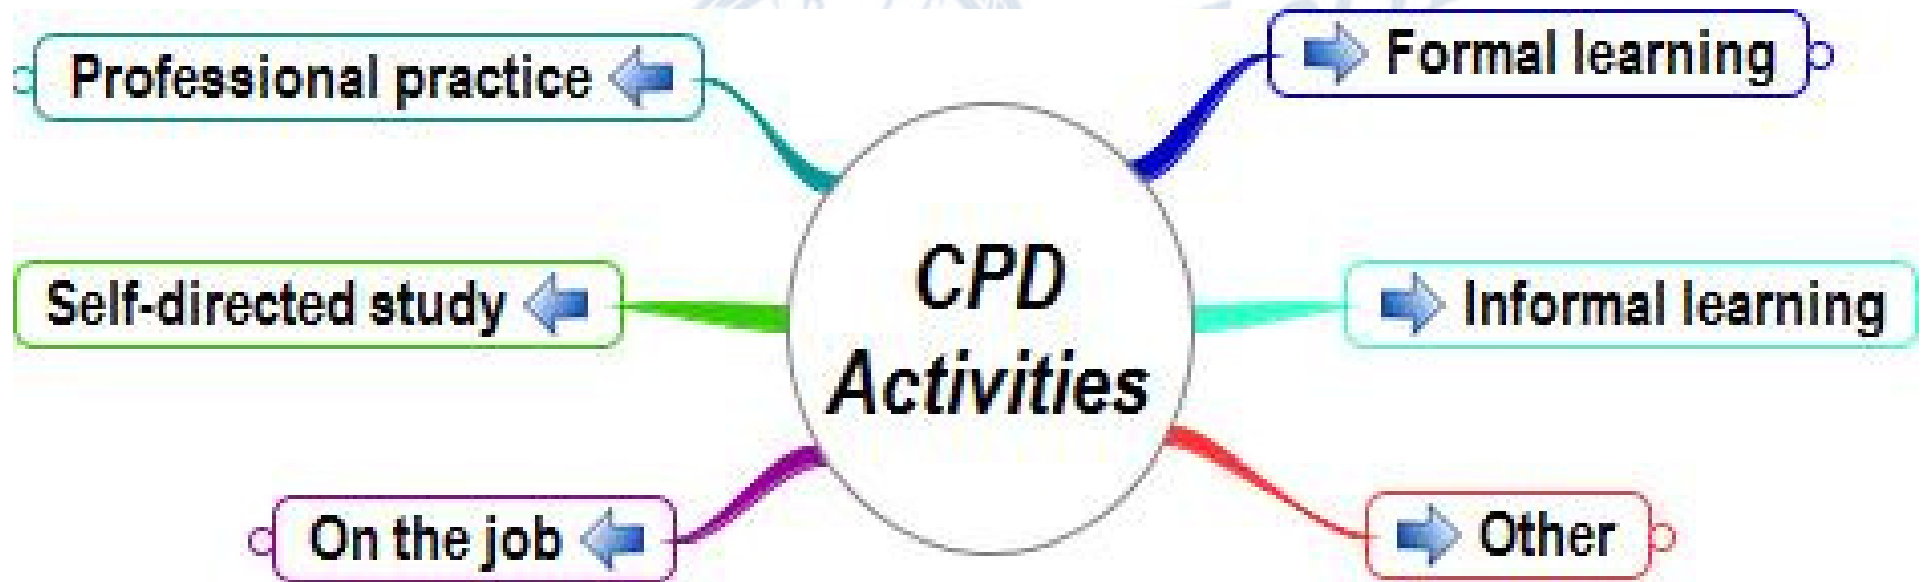 Professional practice
Formal learning
Self-directed study
CPD
Activities
Informal learning
On the job
Other